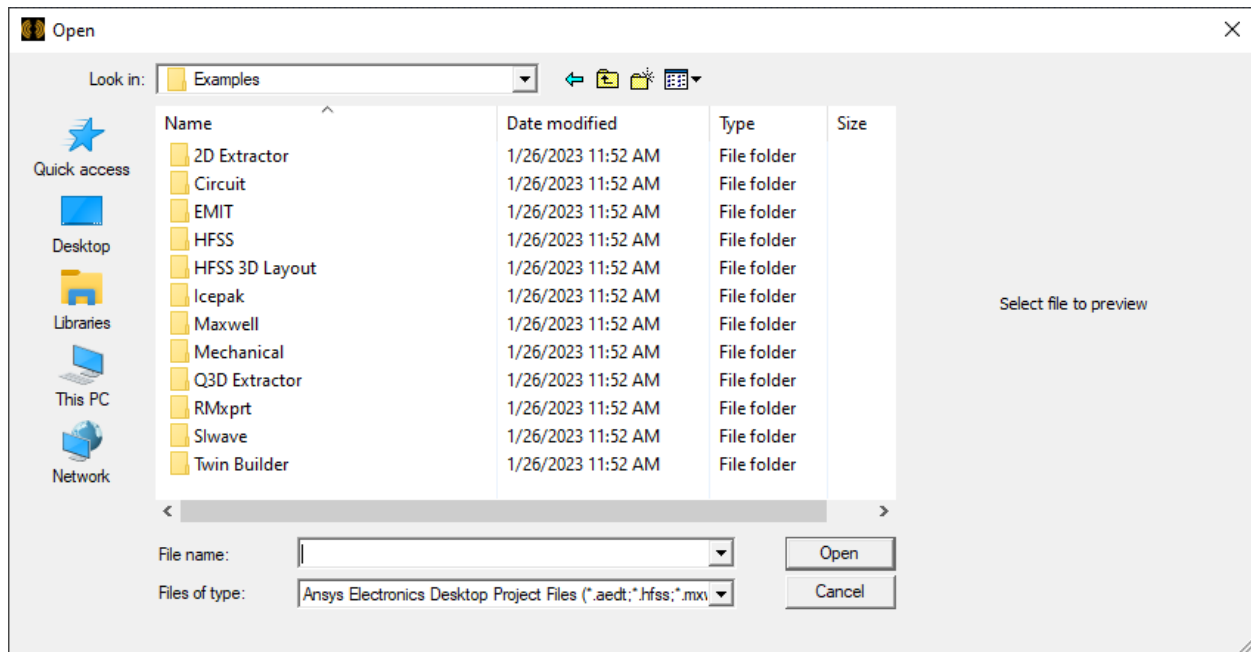 Open
Look in: Examples
Name Date modified Type Size
Quick access
Desktop
Libraries
This PC
Network
2D Extractor 1/26/2023 11:52 AM File folder
Circuit 1/26/2023 11:52 AM File folder
EMIT 1/26/2023 11:52 AM File folder
HFSS 1/26/2023 11:52 AM File folder
HFSS 3D Layout 1/26/2023 11:52 AM File folder
Icepak 1/26/2023 11:52 AM File folder
Maxwell 1/26/2023 11:52 AM File folder
Mechanical 1/26/2023 11:52 AM File folder
Q3D Extractor 1/26/2023 11:52 AM File folder
RMxprt 1/26/2023 11:52 AM File folder
SIwave 1/26/2023 11:52 AM File folder
Twin Builder 1/26/2023 11:52 AM File folder
Select file to preview
File name: Open
Files of type: Ansys Electronics Desktop Project Files (*.aedt;*.hfss;*.mxw Cancel